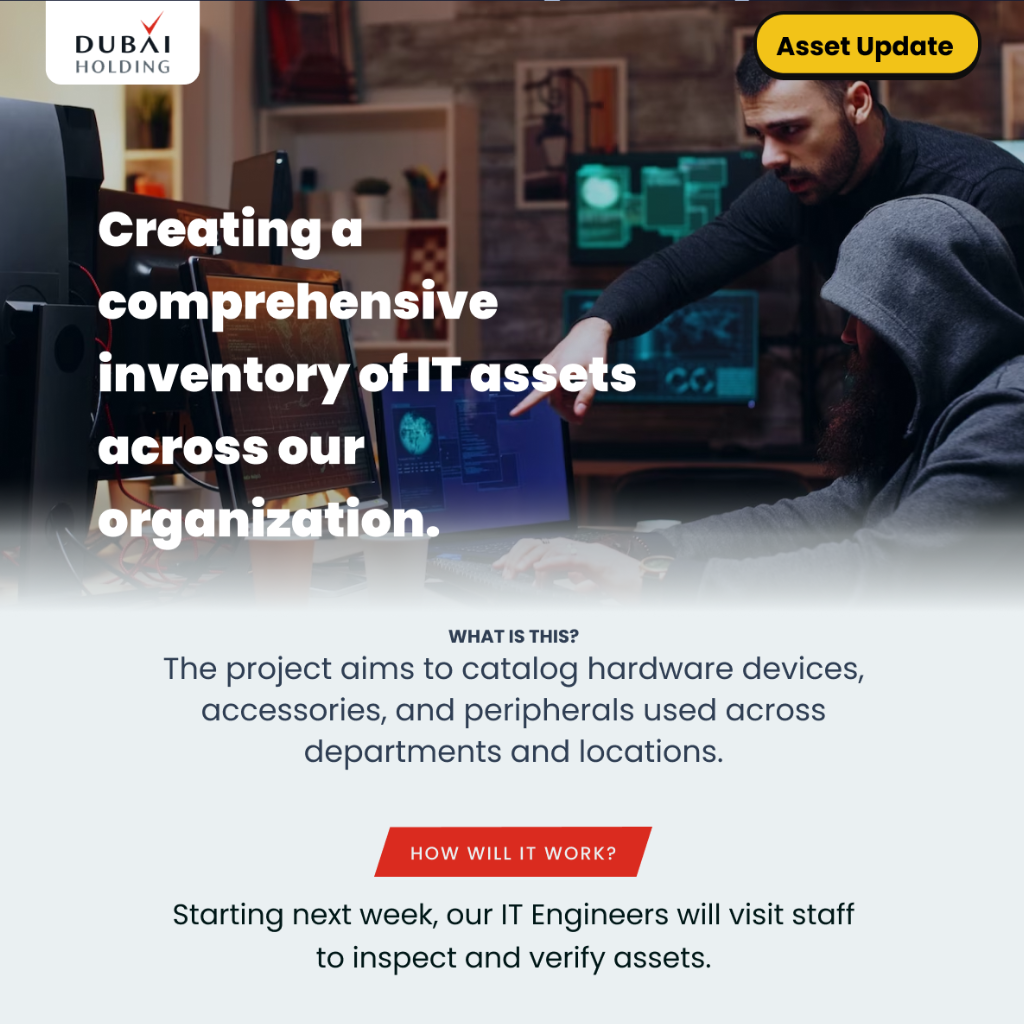 DUBAI
HOLDING
Asset Update
Creating a
comprehensive
inventory of IT assets
across our
organization.
WHAT IS THIS?
The project aims to catalog hardware devices,
accessories, and peripherals used across
departments and locations.
HOW WILL IT WORK?
Starting next week, our IT Engineers will visit staff
to inspect and verify assets.